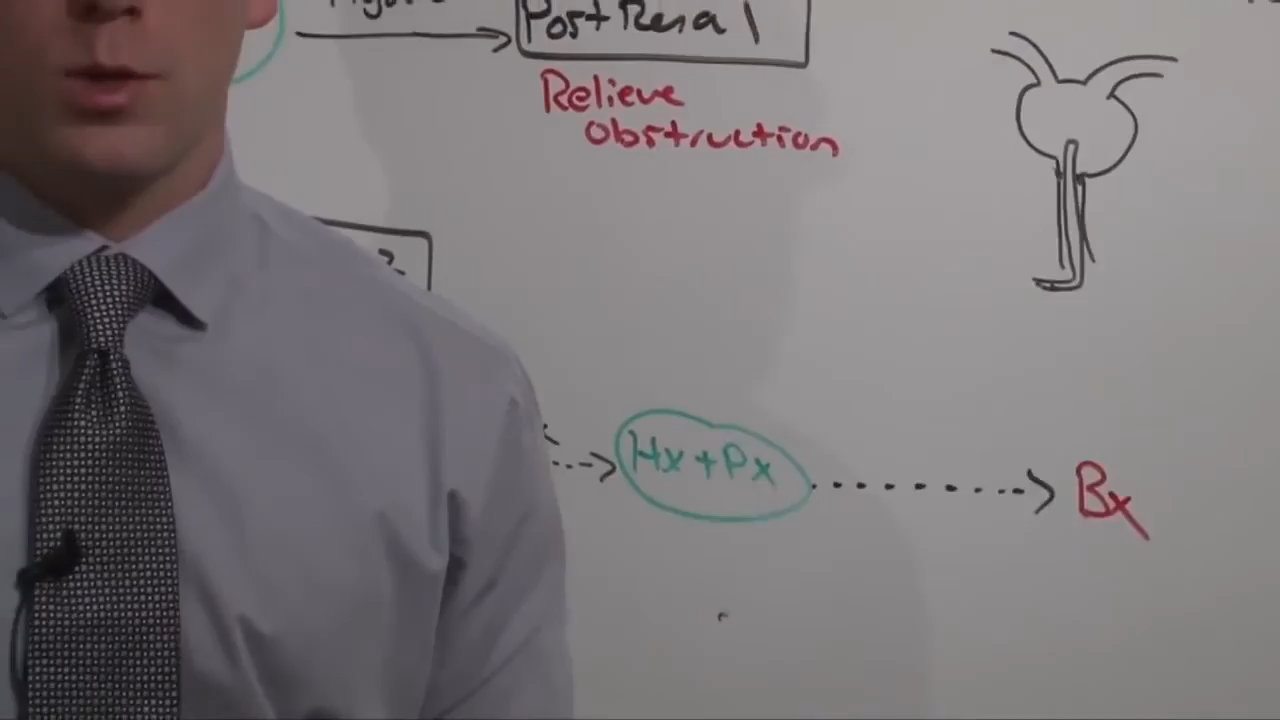 Post Renal
Relieve
obstruction
?
Hx + Px
Bx